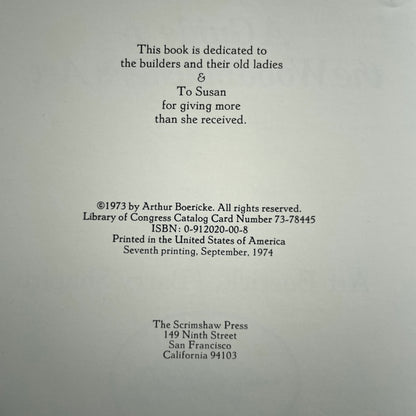 This book is dedicated to
the builders and their old ladies
&
To Susan
for giving more
than she received.
©1973 by Arthur Boericke. All rights reserved.
Library of Congress Catalog Card Number 73-78445
ISBN: 0-912020-00-8
Printed in the United States of America
Seventh printing, September, 1974
The Scrimshaw Press
149 Ninth Street
San Francisco
California 94103